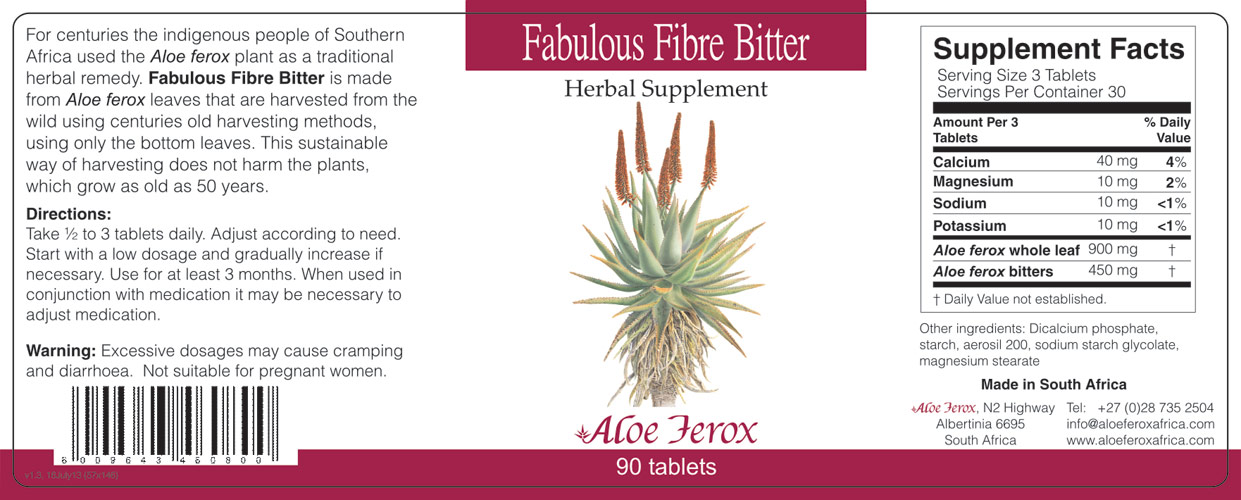 For centuries the indigenous people of Southern
Africa used the Aloe ferox plant as a traditional
herbal remedy. Fabulous Fibre Bitter is made
from Aloe ferox leaves that are harvested from the
wild using centuries old harvesting methods,
using only the bottom leaves. This sustainable
way of harvesting does not harm the plants,
which grow as old as 50 years.
Directions:
Take ½ to 3 tablets daily. Adjust according to need.
Start with a low dosage and gradually increase if
necessary. Use for at least 3 months. When used in
conjunction with medication it may be necessary to
adjust medication.
Warning: Excessive dosages may cause cramping
and diarrhoea. Not suitable for pregnant women.
6 009643 460800
v1.3, 18July13 (57x148)
Fabulous Fibre Bitter
Herbal Supplement
Aloe Ferox
90 tablets
Supplement Facts
Serving Size 3 Tablets
Servings Per Container 30
Amount Per 3 % Daily
Tablets Value
Calcium 40 mg 4%
Magnesium 10 mg 2%
Sodium 10 mg <1%
Potassium 10 mg <1%
Aloe ferox whole leaf 900 mg †
Aloe ferox bitters 450 mg †
† Daily Value not established.
Other ingredients: Dicalcium phosphate,
starch, aerosil 200, sodium starch glycolate,
magnesium stearate
Made in South Africa
Aloe Ferox, N2 Highway Tel: +27 (0)28 735 2504
Albertinia 6695 info@aloeferoxafrica.com
South Africa www.aloeferoxafrica.com